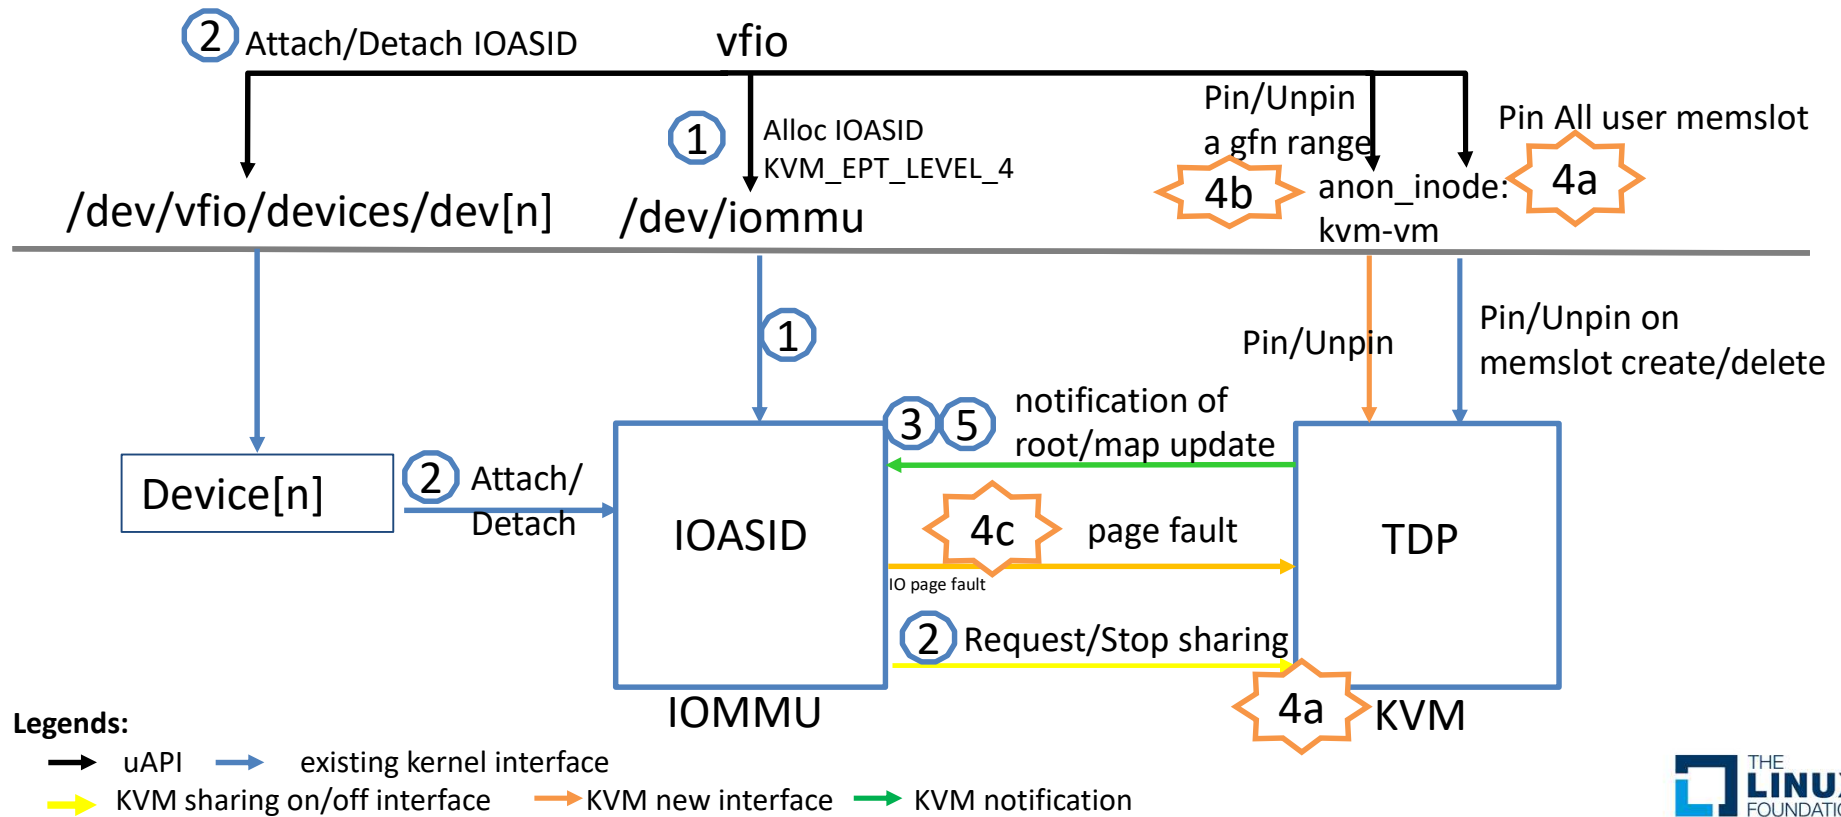 2 Attach/Detach IOASID
vfio
1
Alloc IOASID
KVM_EPT_LEVEL_4
Pin/Unpin
a gfn range
4b
Pin All user memslot
4a
anon_inode:
kvm-vm
/dev/vfio/devices/dev[n]
/dev/iommu
1
Pin/Unpin
Pin/Unpin on
memslot create/delete
3 5
notification of
root/map update
Device[n]
2 Attach/
Detach
IOASID
4c
page fault
TDP
IO page fault
2 Request/Stop sharing
4a
IOMMU
KVM
Legends:
uAPI
existing kernel interface
KVM sharing on/off interface
KVM new interface
KVM notification
THE
LINUX
FOUNDATIO